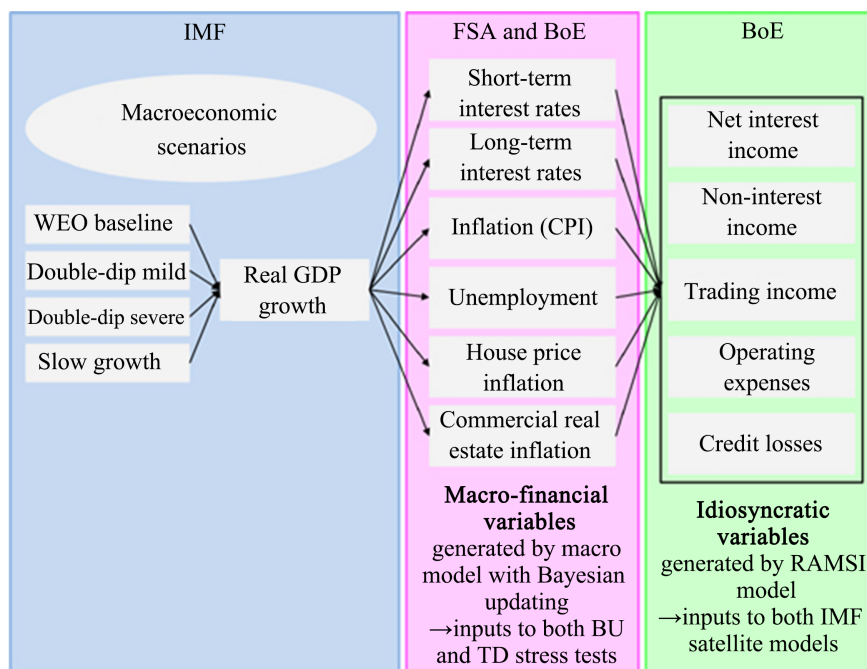 IMF
Macroeconomic
scenarios
WEO baseline
Double-dip mild
Double-dip severe
Slow growth
Real GDP
growth
FSA and BoE
Short-term
interest rates
Long-term
interest rates
Inflation (CPI)
Unemployment
House price
inflation
Commercial real
estate inflation
Macro-financial
variables
generated by macro
model with Bayesian
updating
→inputs to both BU
and TD stress tests
BoE
Net interest
income
Non-interest
income
Trading income
Operating
expenses
Credit losses
Idiosyncratic
variables
generated by RAMSI
model
→inputs to both IMF
satellite models